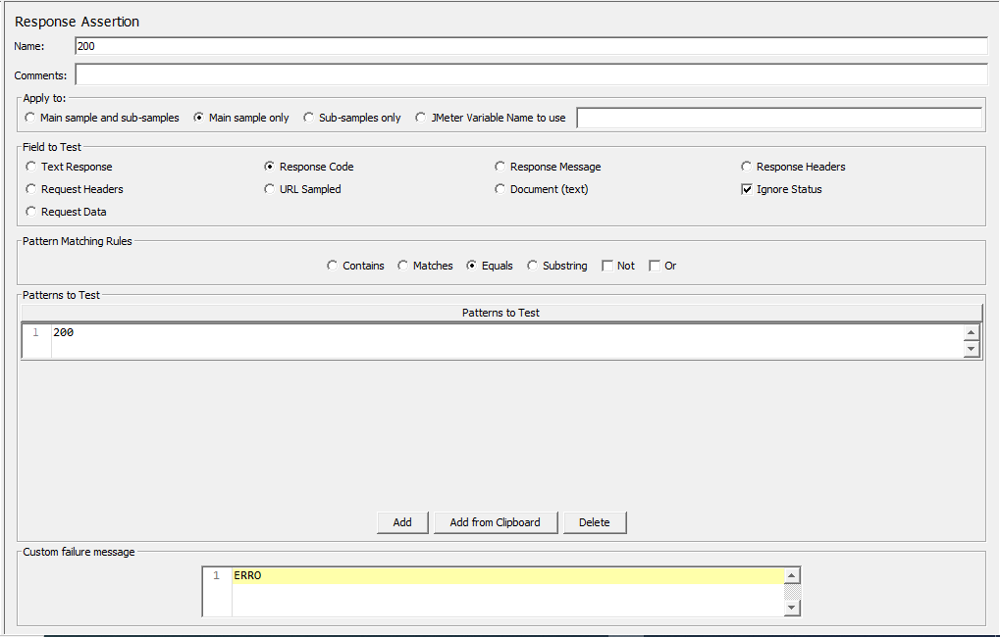 Response Assertion
Name: 200
Comments:
Apply to:
Main sample and sub-samples Main sample only Sub-samples only JMeter Variable Name to use
Field to Test
Text Response Response Code Response Message Response Headers
Request Headers URL Sampled Document (text) Ignore Status
Request Data
Pattern Matching Rules
Contains Matches Equals Substring Not Or
Patterns to Test
Patterns to Test
1 200
Add Add from Clipboard Delete
Custom failure message
1 ERRO